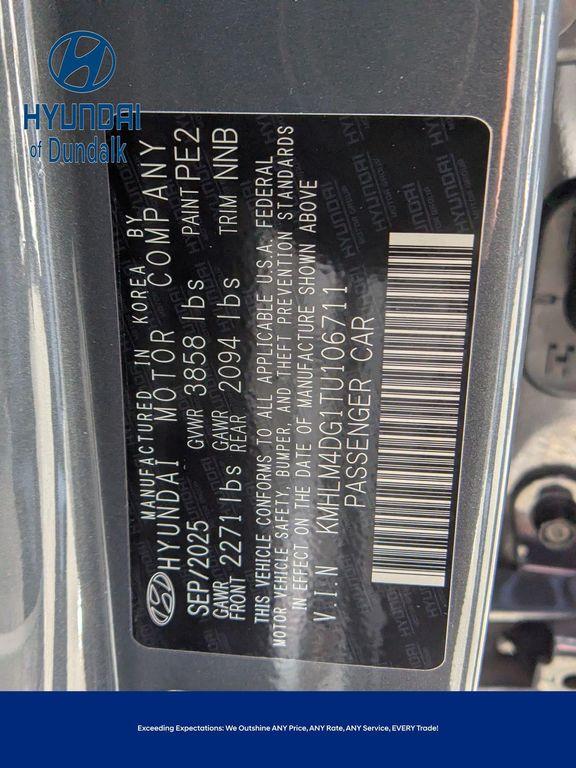 HYUNDAI
of Dundalk
MANUFACTURED IN KOREA BY
HYUNDAI MOTOR COMPANY
SEP/2025 GVWR 3858 lbs PAINT PE2
GAWR FRONT 2271 lbs GAWR REAR 2094 lbs TRIM NNB
THIS VEHICLE CONFORMS TO ALL APPLICABLE U.S.A. FEDERAL
MOTOR VEHICLE SAFETY, BUMPER, AND THEFT PREVENTION STANDARDS
IN EFFECT ON THE DATE OF MANUFACTURE SHOWN ABOVE
V.I.N KMHLM4DG1TU106711
PASSENGER CAR
Exceeding Expectations: We Outshine ANY Price, ANY Rate, ANY Service, EVERY Trade!